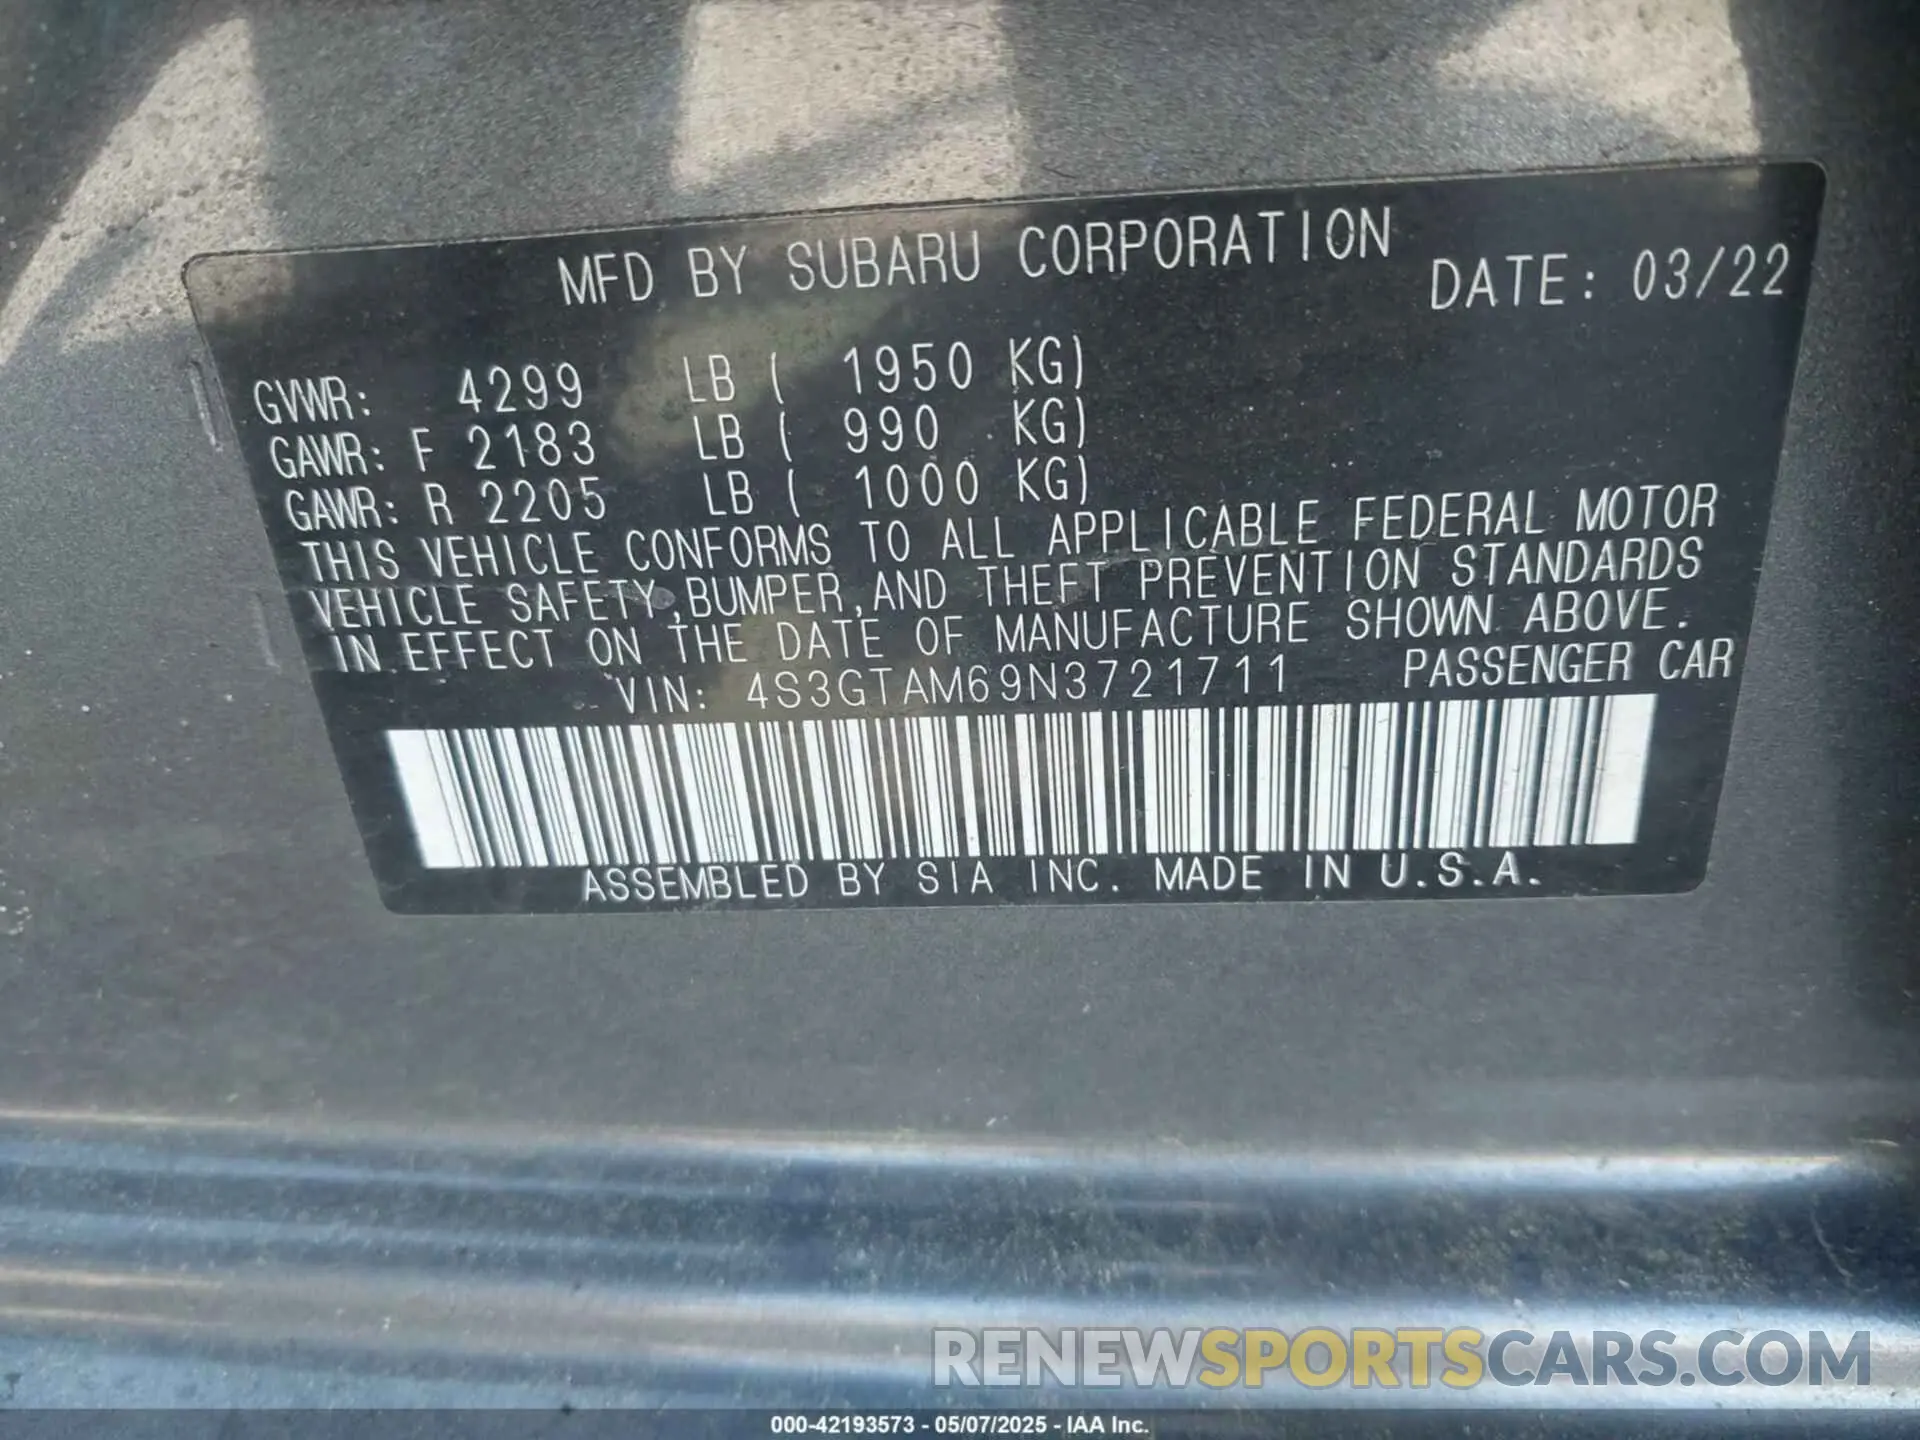 MFD BY SUBARU CORPORATION
DATE: 03/22
GVWR: 4299 LB ( 1950 KG)
GAWR: F 2183 LB ( 990 KG)
GAWR: R 2205 LB ( 1000 KG)
THIS VEHICLE CONFORMS TO ALL APPLICABLE FEDERAL MOTOR
VEHICLE SAFETY,BUMPER,AND THEFT PREVENTION STANDARDS
IN EFFECT ON THE DATE OF MANUFACTURE SHOWN ABOVE.
VIN: 4S3GTAM69N3721711 PASSENGER CAR
ASSEMBLED BY SIA INC. MADE IN U.S.A.
RENEWSPORTSCARS.COM
000-42193573 - 05/07/2025 - IAA Inc.